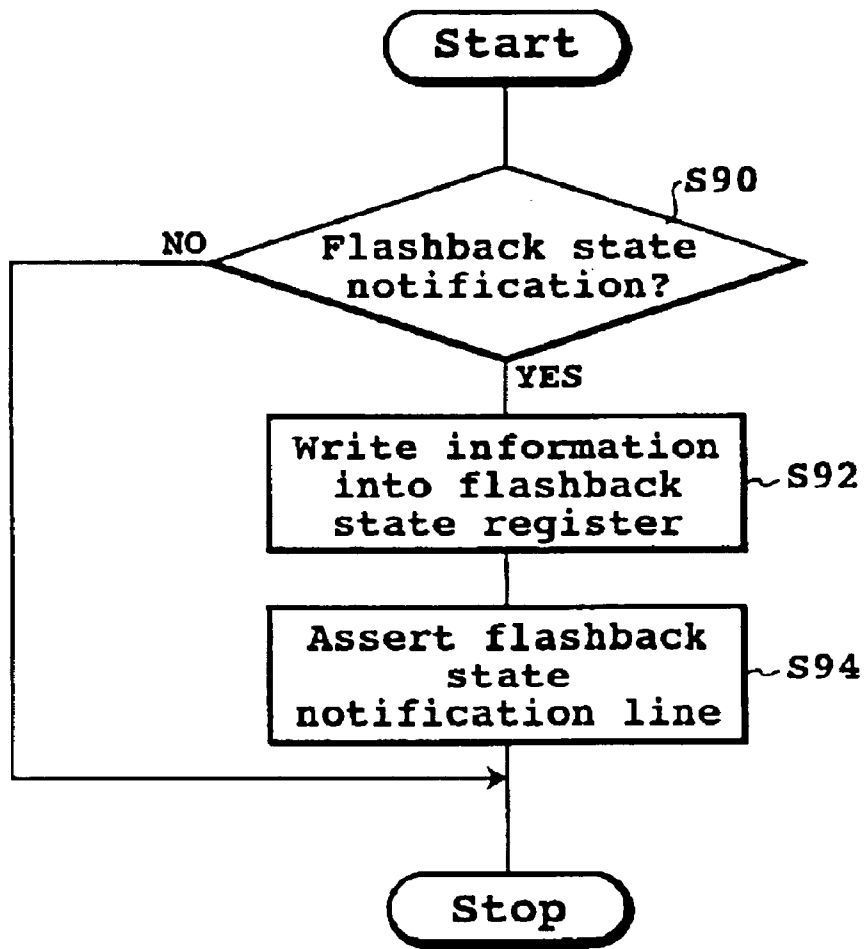 Start
S90
NO
Flashback state
notification?
YES
Write information
into flashback
state register
S92
Assert flashback
state
notification line
S94
Stop